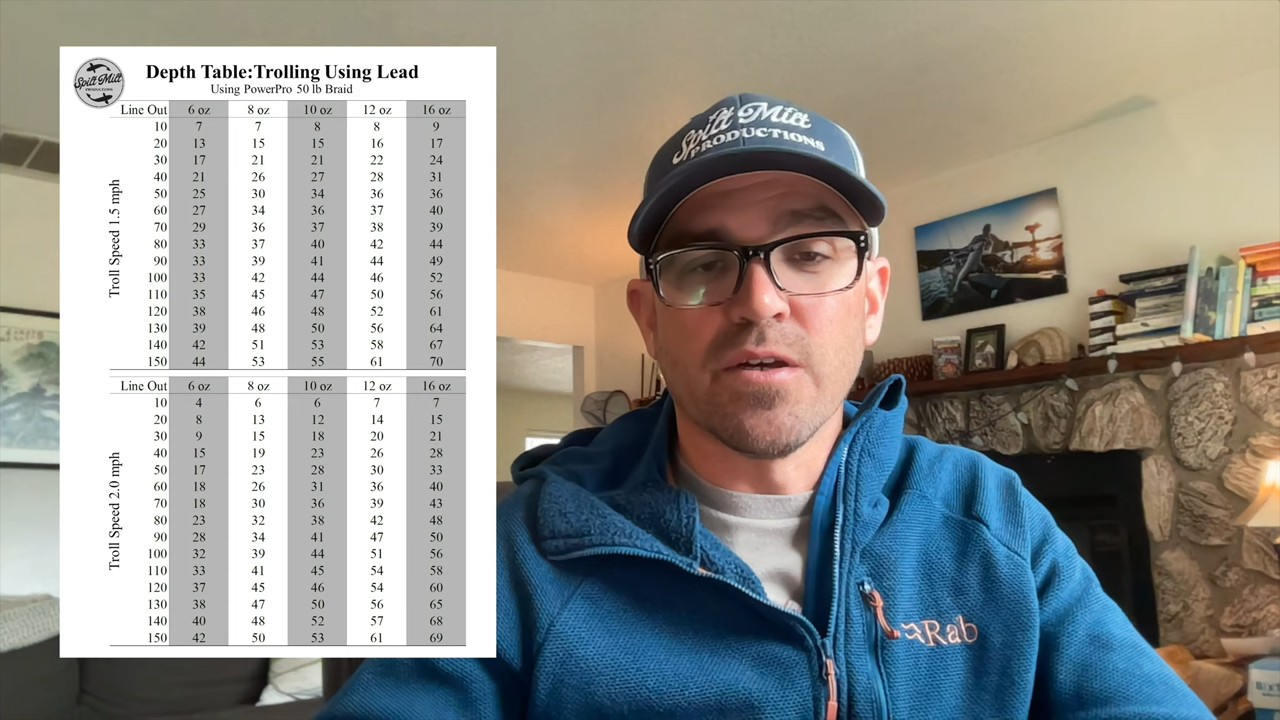 Spilt Milt
PRODUCTIONS
Depth Table:Trolling Using Lead
Using PowerPro 50 lb Braid
Line Out 6 oz 8 oz 10 oz 12 oz 16 oz
Troll Speed 1.5 mph
10 7 7 8 8 9
20 13 15 15 16 17
30 17 21 21 22 24
40 21 26 27 28 31
50 25 30 34 36 36
60 27 34 36 37 40
70 29 36 37 38 39
80 33 37 40 42 44
90 33 39 41 44 49
100 33 42 44 46 52
110 35 45 47 50 56
120 38 46 48 52 61
130 39 48 50 56 64
140 42 51 53 58 67
150 44 53 55 61 70
Line Out 6 oz 8 oz 10 oz 12 oz 16 oz
Troll Speed 2.0 mph
10 4 6 6 7 7
20 8 13 12 14 15
30 9 15 18 20 21
40 15 19 23 26 28
50 17 23 28 30 33
60 18 26 31 36 40
70 18 30 36 39 43
80 23 32 38 42 48
90 28 34 41 47 50
100 32 39 44 51 56
110 33 41 45 54 58
120 37 45 46 54 60
130 38 47 50 56 65
140 40 48 52 57 68
150 42 50 53 61 69
Spilt Milt
PRODUCTIONS
Rab